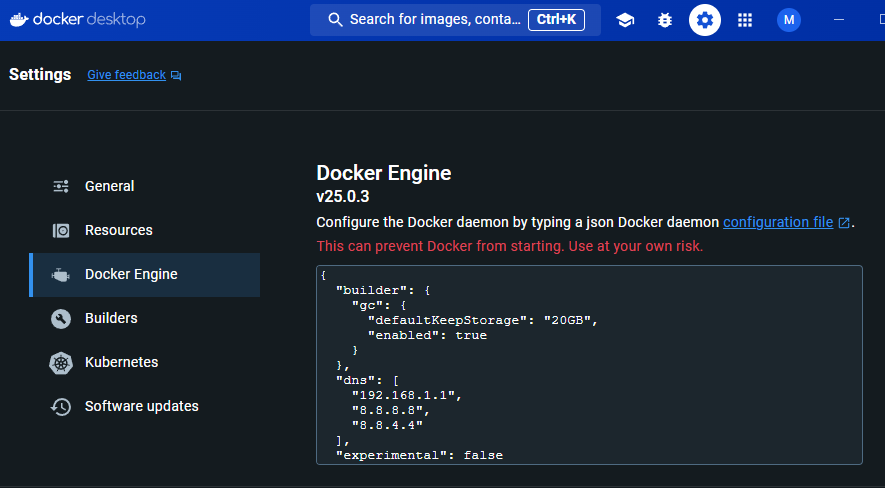 docker desktop
Search for images, conta... Ctrl+K
M
Settings
Give feedback
General
Resources
Docker Engine
Builders
Kubernetes
Software updates
Docker Engine
v25.0.3
Configure the Docker daemon by typing a json Docker daemon configuration file.
This can prevent Docker from starting. Use at your own risk.
{
  "builder": {
    "gc": {
      "defaultKeepStorage": "20GB",
      "enabled": true
    }
  },
  "dns": [
    "192.168.1.1",
    "8.8.8.8",
    "8.8.4.4"
  ],
  "experimental": false